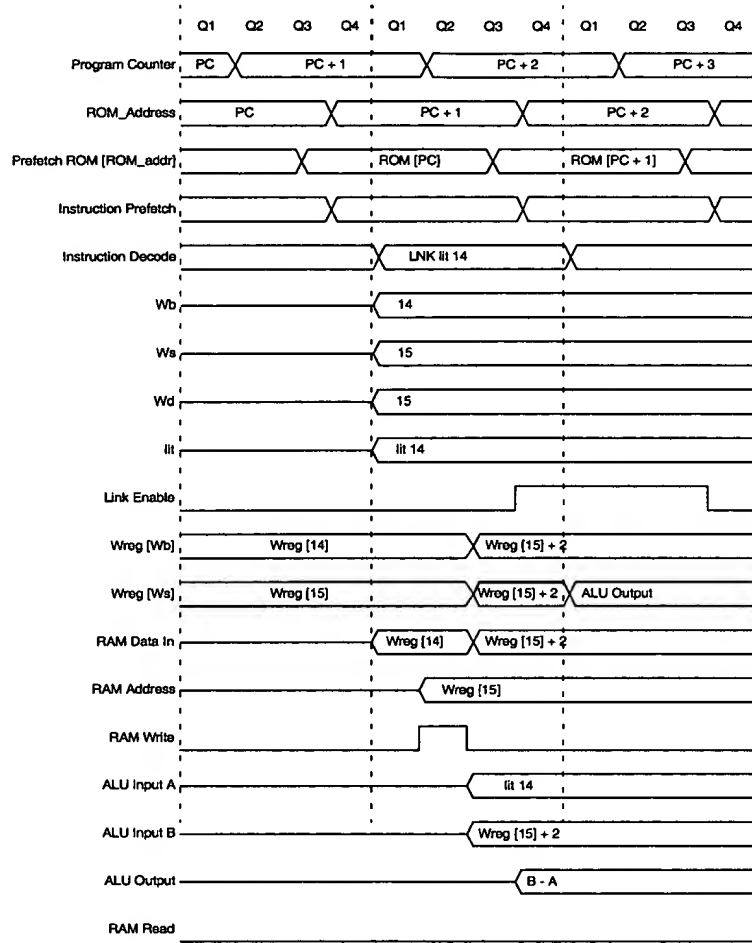 Q1 Q2 Q3 Q4 Q1 Q2 Q3 Q4 Q1 Q2 Q3 Q4
Program Counter PC PC + 1 PC + 2 PC + 3
ROM_Address PC PC + 1 PC + 2
Prefetch ROM [ROM_addr] ROM [PC} ROM [PC + 1]
Instruction Prefetch
Instruction Decode LNK lit 14
Wb 14
Ws 15
Wd 15
lit lit 14
Link Enable
Wreg [Wb] Wreg [14] Wreg [15] + 2
Wreg [Ws] Wreg [15] Wreg [15] + 2 ALU Output
RAM Data In Wreg [14] Wreg [15] + 2
RAM Address Wreg [15]
RAM Write
ALU Input A lit 14
ALU Input B Wreg [15] + 2
ALU Output B - A
RAM Read